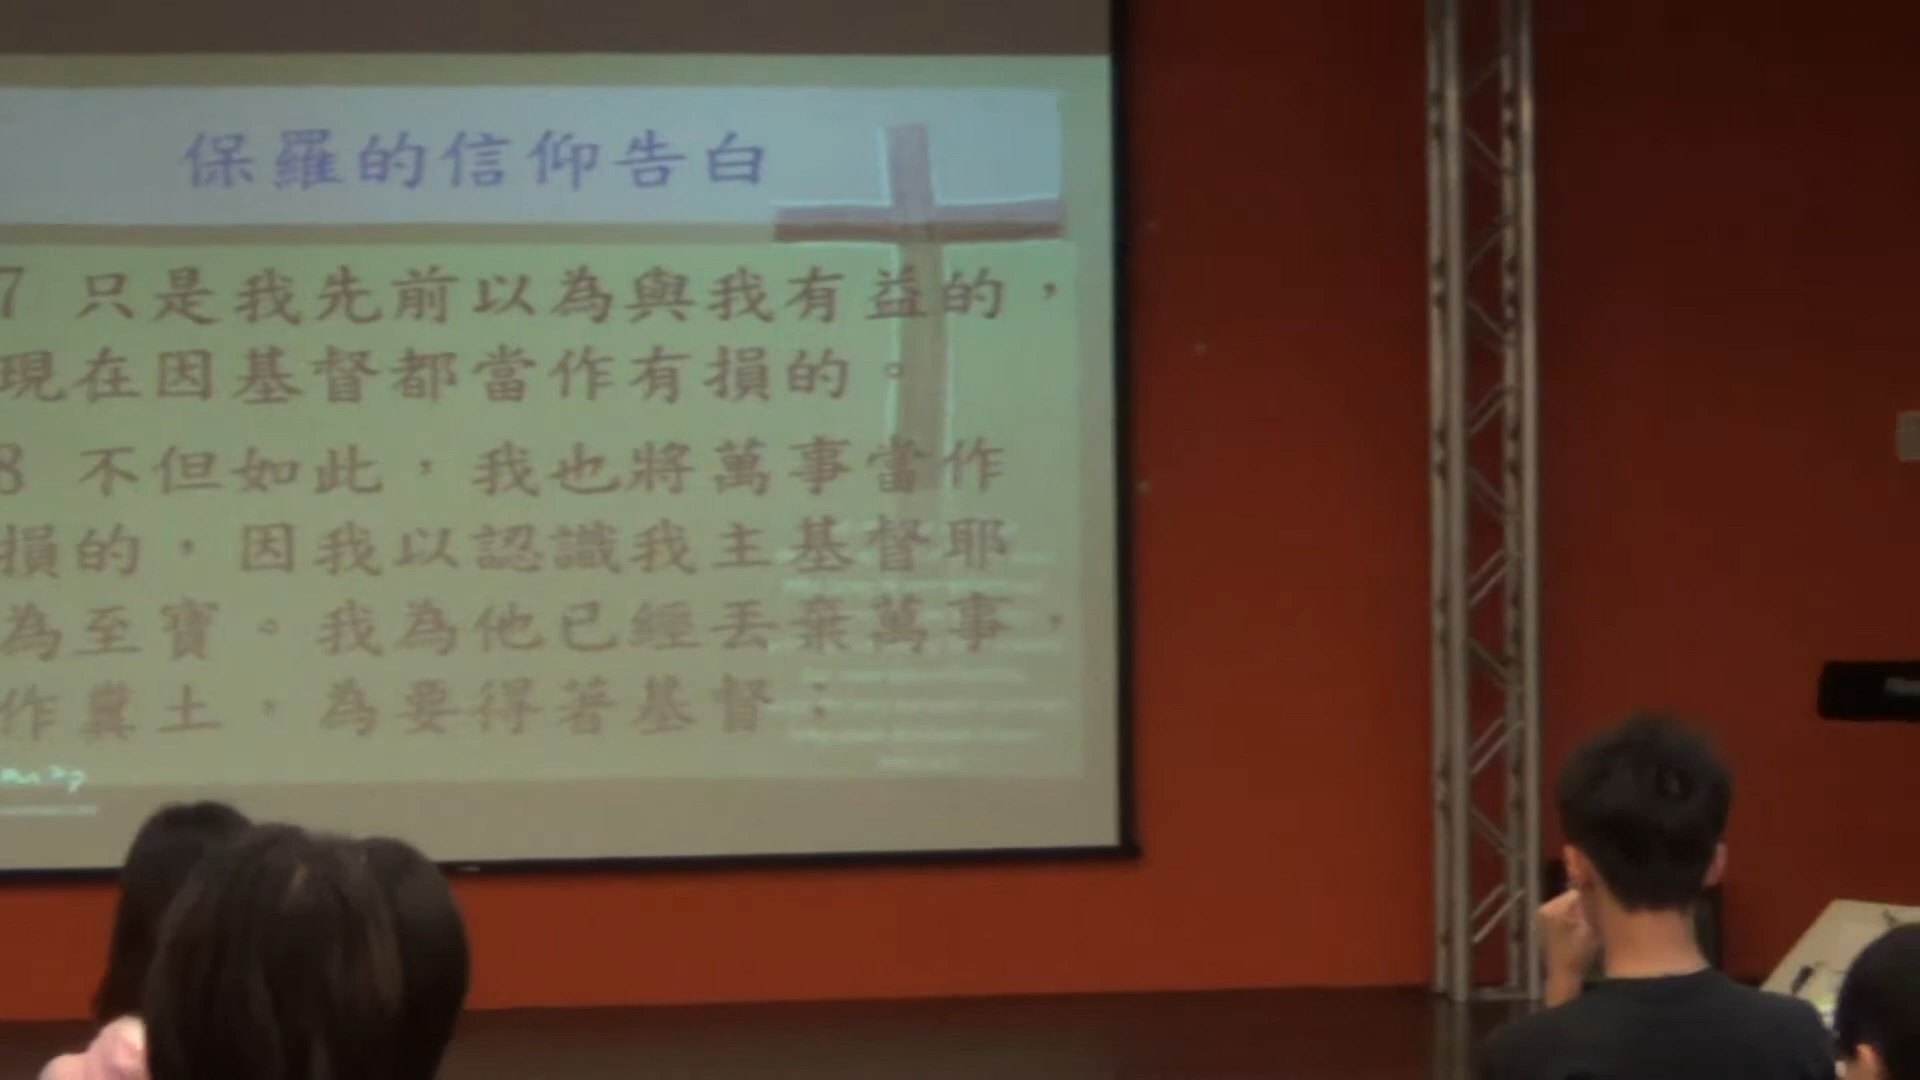 保羅的信仰告白
7 只是我先前以為與我有益的，
現在因基督都當作有損的。
8 不但如此，我也將萬事當作
損的，因我以認識我主基督耶
為至寶。我為他已經丟棄萬事，
作糞土，為要得著基督；